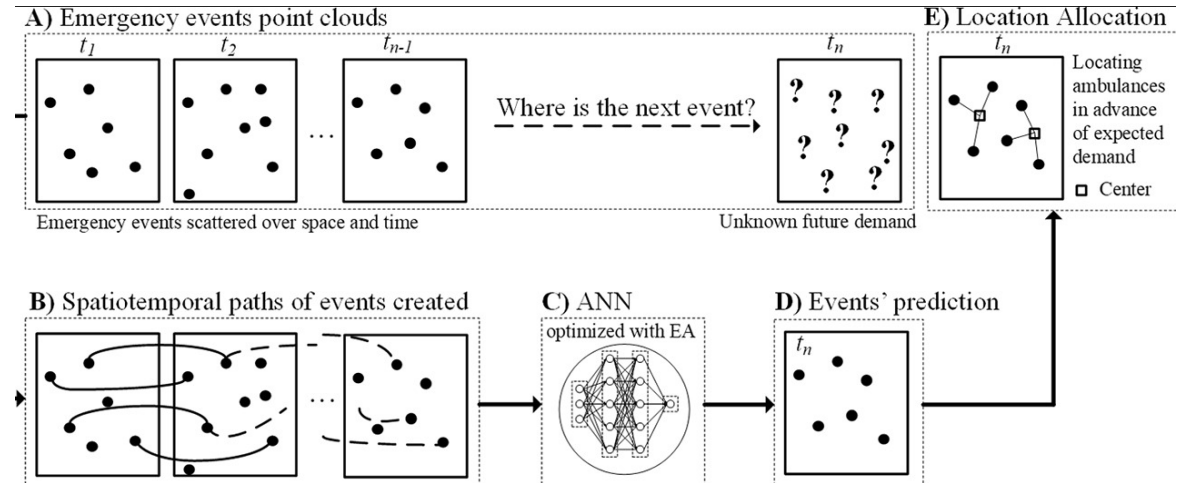 A) Emergency events point clouds
t1 t2 tn-1 tn
...
Where is the next event?
? ? ?
? ? ?
? ?
Emergency events scattered over space and time
Unknown future demand
E) Location Allocation
tn
Locating
ambulances
in advance
of expected
demand
Center
B) Spatiotemporal paths of events created
...
C) ANN
optimized with EA
D) Events’ prediction
tn